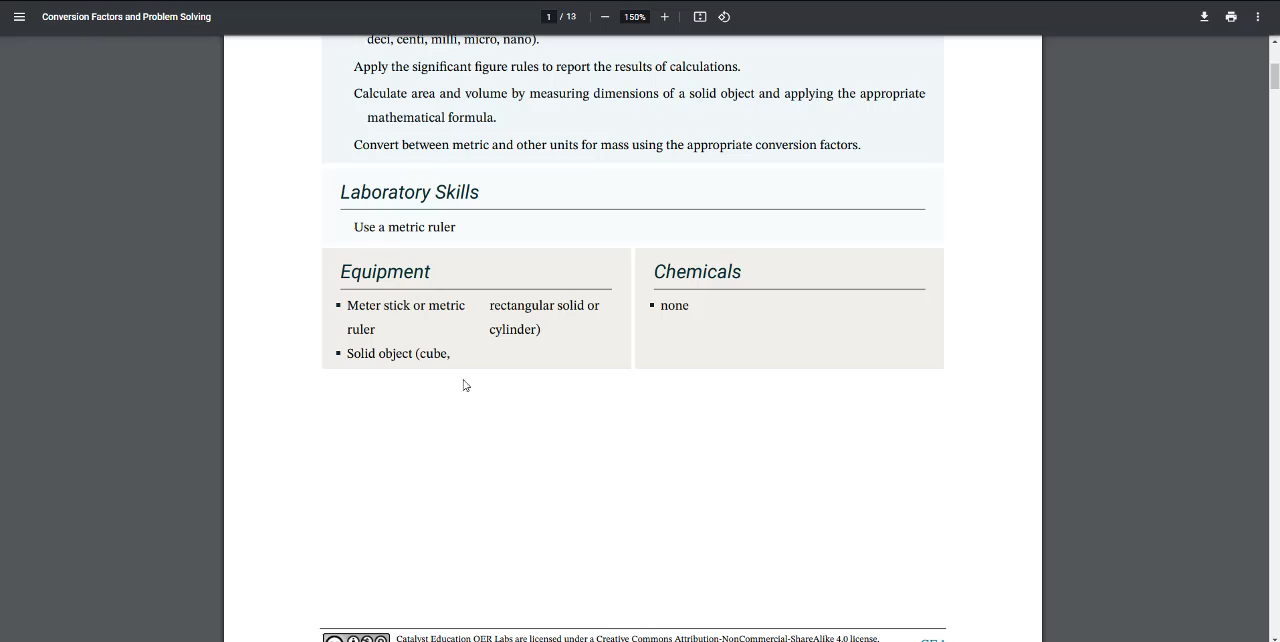 Conversion Factors and Problem Solving
1 / 13
150%
deci, centi, milli, micro, nano).
Apply the significant figure rules to report the results of calculations.
Calculate area and volume by measuring dimensions of a solid object and applying the appropriate
mathematical formula.
Convert between metric and other units for mass using the appropriate conversion factors.
Laboratory Skills
Use a metric ruler
Equipment
▪ Meter stick or metric
ruler
▪ Solid object (cube,
rectangular solid or
cylinder)
Chemicals
▪ none
Catalyst Education OER Labs are licensed under a Creative Commons Attribution-NonCommercial-ShareAlike 4.0 license.